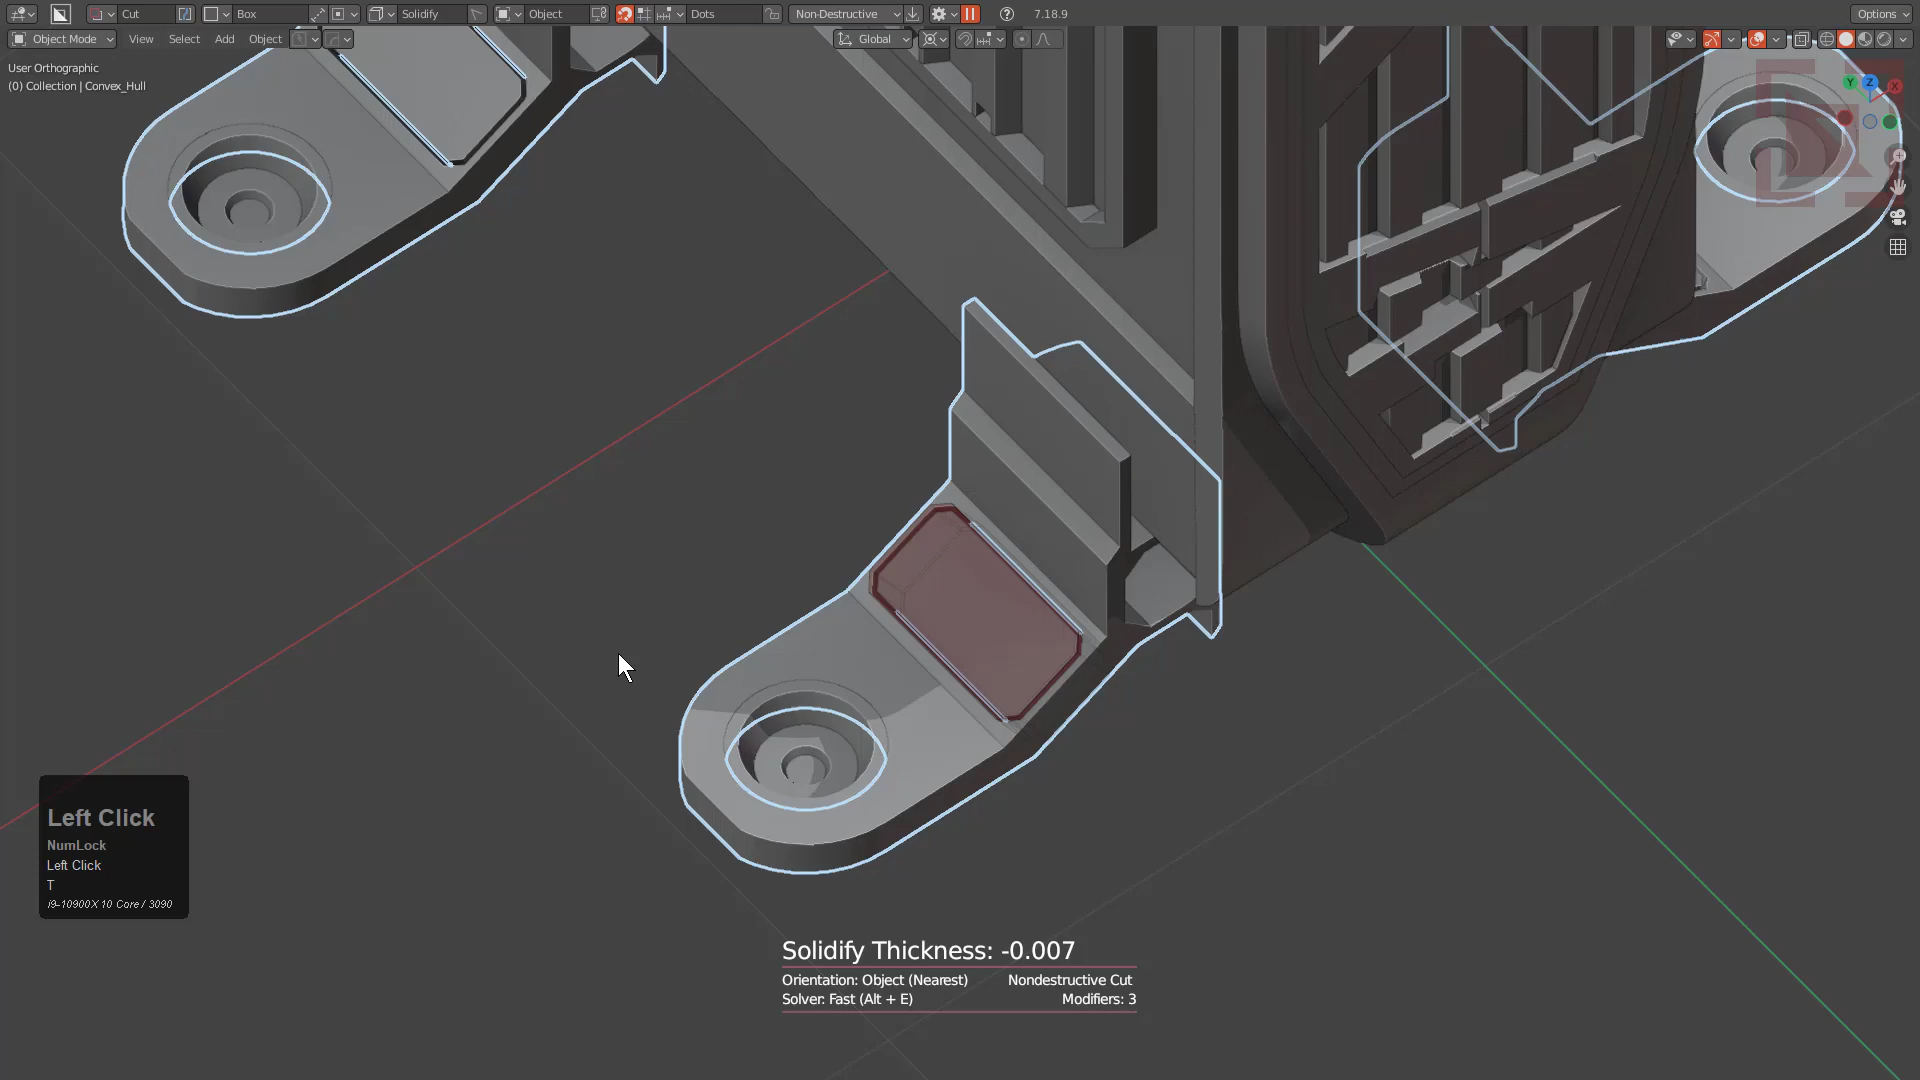 Cut
Box
Solidify
Object
Dots
Non-Destructive
7.18.9
Options
Object Mode
View
Select
Add
Object
Global
User Orthographic
(0) Collection | Convex_Hull
Y
Z
X
Left Click
NumLock
Left Click
T
i9-10900X 10 Core / 3090
Solidify Thickness: -0.007
Orientation: Object (Nearest)
Nondestructive Cut
Solver: Fast (Alt + E)
Modifiers: 3